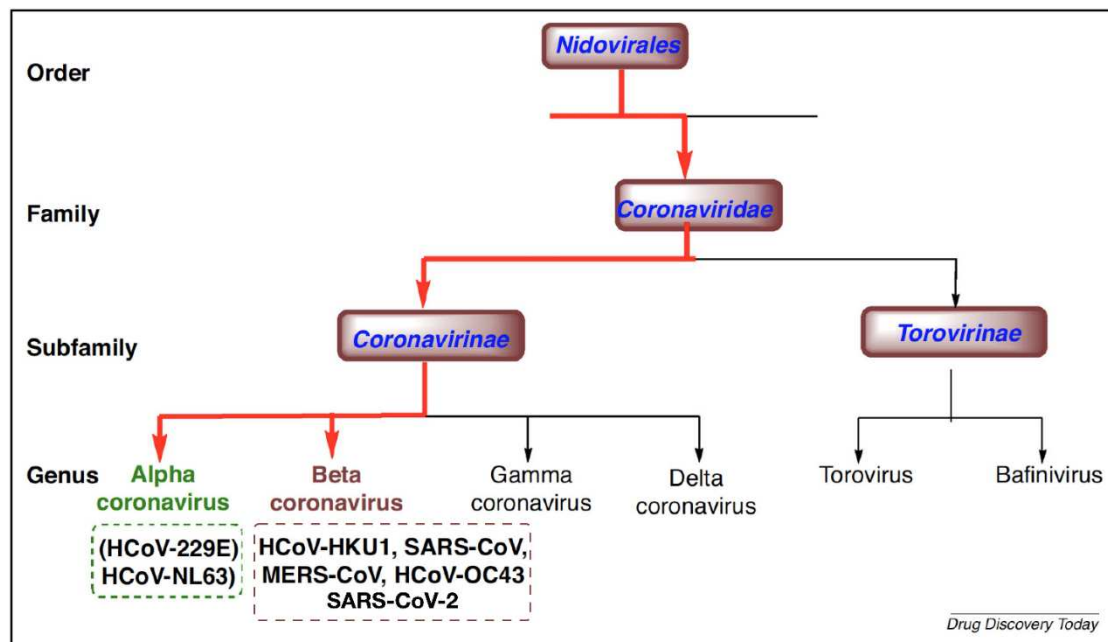 Order
Nidovirales
Family
Coronaviridae
Subfamily
Coronavirinae
Torovirinae
Genus
Alpha
coronavirus
Beta
coronavirus
Gamma
coronavirus
Delta
coronavirus
Torovirus
Bafinivirus
(HCoV-229E)
HCoV-NL63)
HCoV-HKU1, SARS-CoV,
MERS-CoV, HCoV-OC43
SARS-CoV-2
Drug Discovery Today